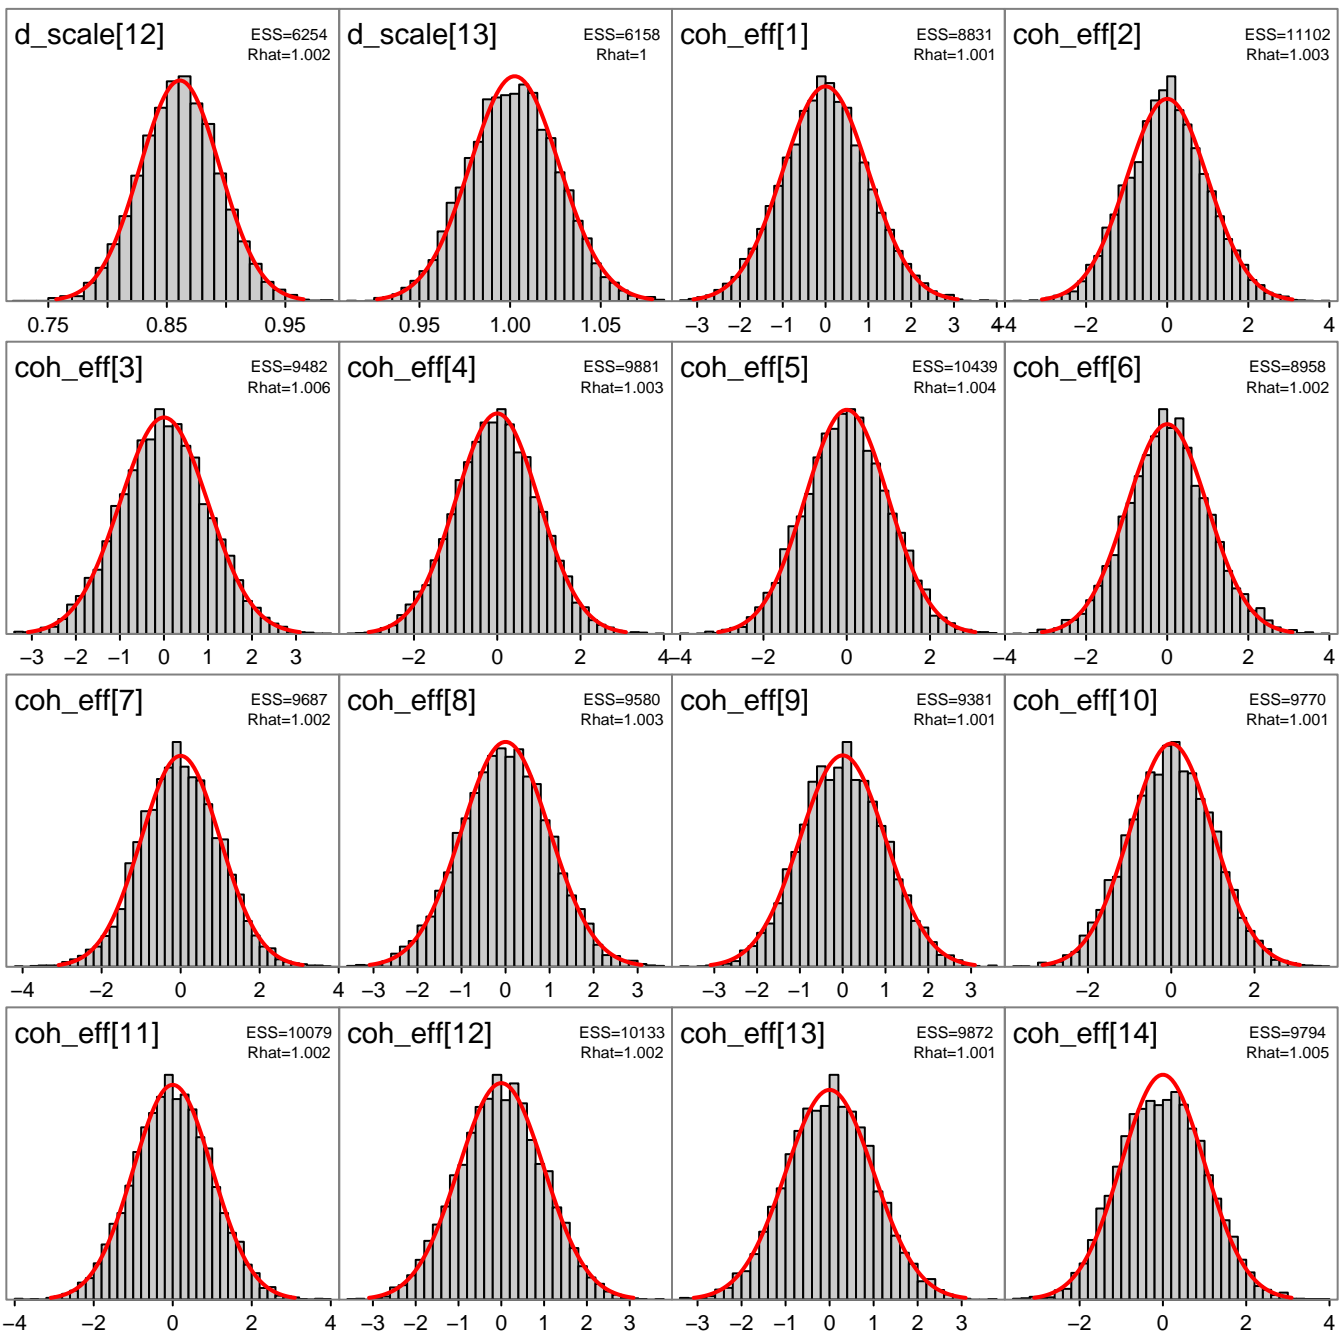 d_scale[12] ESS=6254
Rhat=1.002
d_scale[13] ESS=6158
Rhat=1
coh_eff[1] ESS=8831
Rhat=1.001
coh_eff[2] ESS=11102
Rhat=1.003
0.75 0.85 0.95
0.95 1.00 1.05
−3 −2 −1 0 1 2 3 4
−4 −2 0 2 4
coh_eff[3] ESS=9482
Rhat=1.006
coh_eff[4] ESS=9881
Rhat=1.003
coh_eff[5] ESS=10439
Rhat=1.004
coh_eff[6] ESS=8958
Rhat=1.002
−3 −2 −1 0 1 2 3
−2 0 2 4
−4 −2 0 2
−4 −2 0 2 4
coh_eff[7] ESS=9687
Rhat=1.002
coh_eff[8] ESS=9580
Rhat=1.003
coh_eff[9] ESS=9381
Rhat=1.001
coh_eff[10] ESS=9770
Rhat=1.001
−4 −2 0 2 4
−3 −2 −1 0 1 2 3
−3 −2 −1 0 1 2 3
−2 0 2
coh_eff[11] ESS=10079
Rhat=1.002
coh_eff[12] ESS=10133
Rhat=1.002
coh_eff[13] ESS=9872
Rhat=1.001
coh_eff[14] ESS=9794
Rhat=1.005
−4 −2 0 2 4
−3 −2 −1 0 1 2 3
−3 −2 −1 0 1 2 3
−2 0 2 4